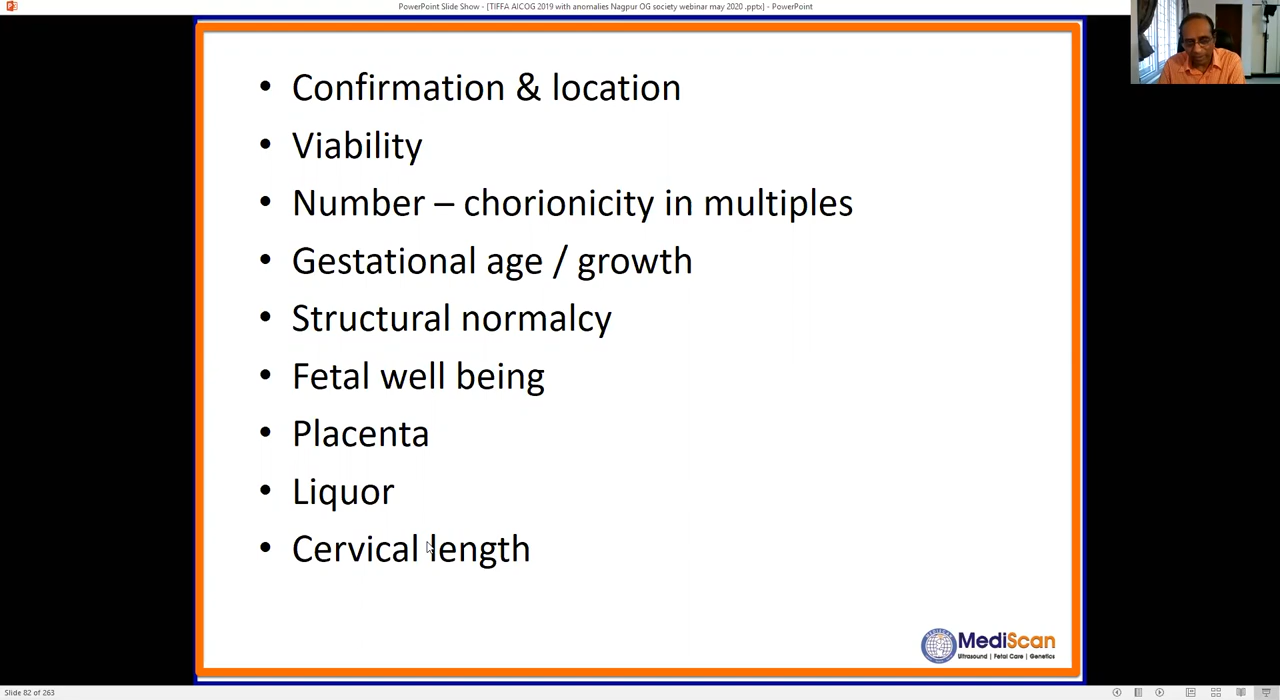 PowerPoint Slide Show - [TIFFA AICOG 2019 with anomalies Nagpur OG society webinar may 2020 .pptx] - PowerPoint
• Confirmation & location
• Viability
• Number – chorionicity in multiples
• Gestational age / growth
• Structural normalcy
• Fetal well being
• Placenta
• Liquor
• Cervical length
MediScan
Ultrasound | Fetal Care | Genetics
Slide 82 of 263